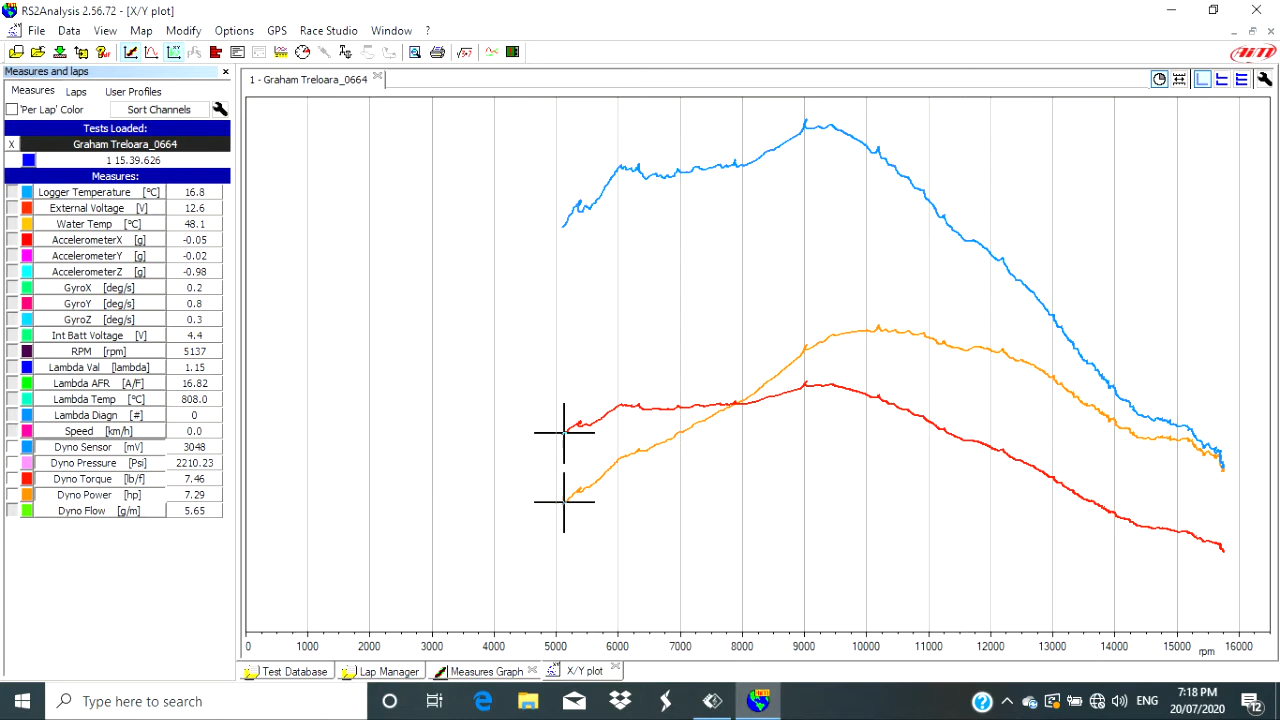 RS2Analysis 2.56.72 - [X/Y plot]
File Data View Map Modify Options GPS Race Studio Window ?
Measures and laps
1 - Graham Treloara_0664
Measures Laps User Profiles
'Per Lap' Color Sort Channels
Tests Loaded:
X Graham Treloara_0664
1 15.39.626
Measures:
Logger Temperature [°C] 16.8
External Voltage [V] 12.6
Water Temp [°C] 48.1
AccelerometerX [g] -0.05
AccelerometerY [g] -0.02
AccelerometerZ [g] -0.98
GyroX [deg/s] 0.2
GyroY [deg/s] 0.8
GyroZ [deg/s] 0.3
Int Batt Voltage [V] 4.4
RPM [rpm] 5137
Lambda Val [lambda] 1.15
Lambda AFR [A/F] 16.82
Lambda Temp [°C] 808.0
Lambda Diagn [#] 0
Speed [km/h] 0.0
Dyno Sensor [mV] 3048
Dyno Pressure [Psi] 2210.23
Dyno Torque [lb/f] 7.46
Dyno Power [hp] 7.29
Dyno Flow [g/m] 5.65
0 1000 2000 3000 4000 5000 6000 7000 8000 9000 10000 11000 12000 13000 14000 15000 16000
rpm
Test Database Lap Manager Measures Graph X/Y plot
Type here to search
ENG
7:18 PM
20/07/2020
12